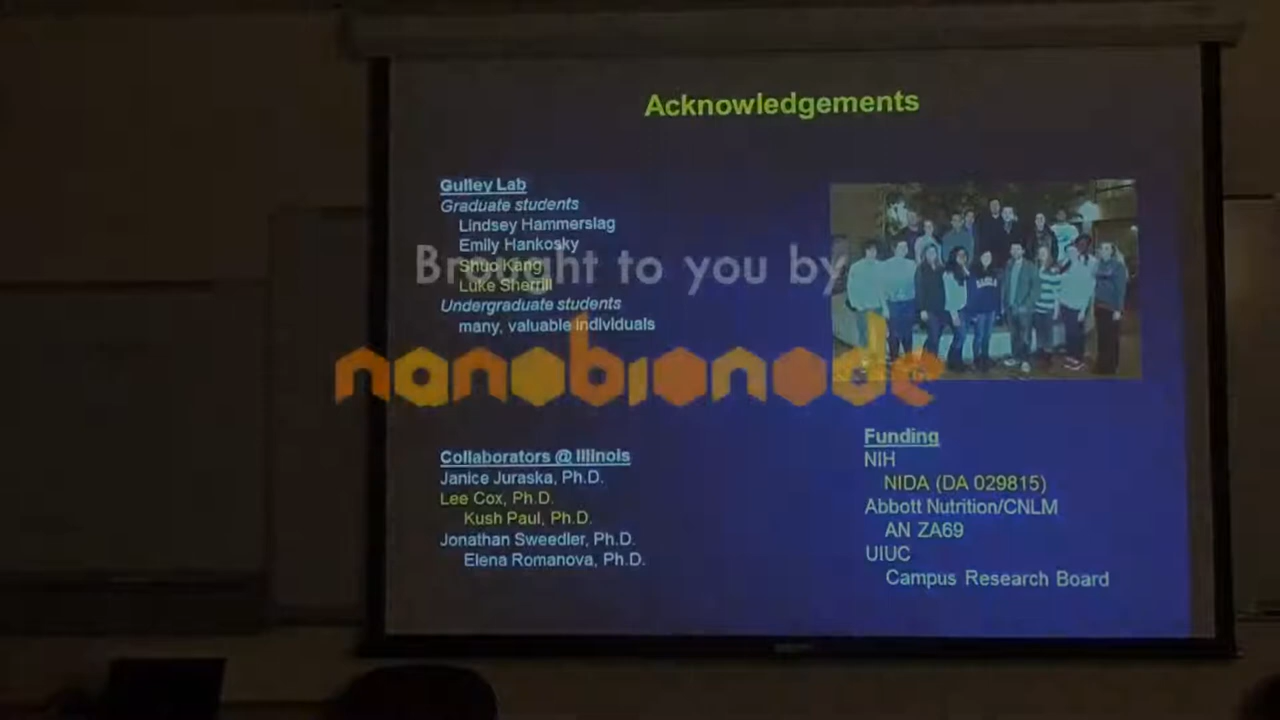 Acknowledgements
Gulley Lab
Graduate students
Lindsey Hammerslag
Emily Hankosky
Shuo Kang
Luke Sherrill
Undergraduate students
many, valuable individuals
Brought to you by
nanobionode
Collaborators @ Illinois
Janice Juraska, Ph.D.
Lee Cox, Ph.D.
Kush Paul, Ph.D.
Jonathan Sweedler, Ph.D.
Elena Romanova, Ph.D.
Funding
NIH
NIDA (DA 029815)
Abbott Nutrition/CNLM
AN ZA69
UIUC
Campus Research Board